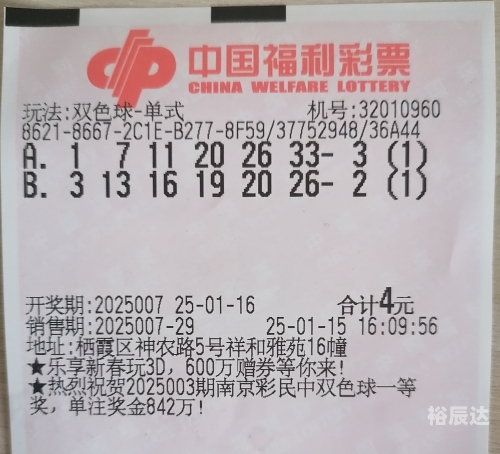 中国福利彩票
CHINA WELFARE LOTTERY
玩法:双色球-单式 机号:32010960
8621-8667-2C1E-B277-8F59/37752948/36A44
A. 1 7 11 20 26 33- 3 (1)
B. 3 13 16 19 20 26- 2 (1)
开奖期:2025007 25-01-16 合计4元
销售期:2025007-29 25-01-15 16:09:56
地址:栖霞区神农路5号祥和雅苑16幢
★乐享新春玩3D, 600万赠券等你来!
★热烈祝贺2025003期南京彩民中双色球一等
奖, 单注奖金842万!
裕辰达